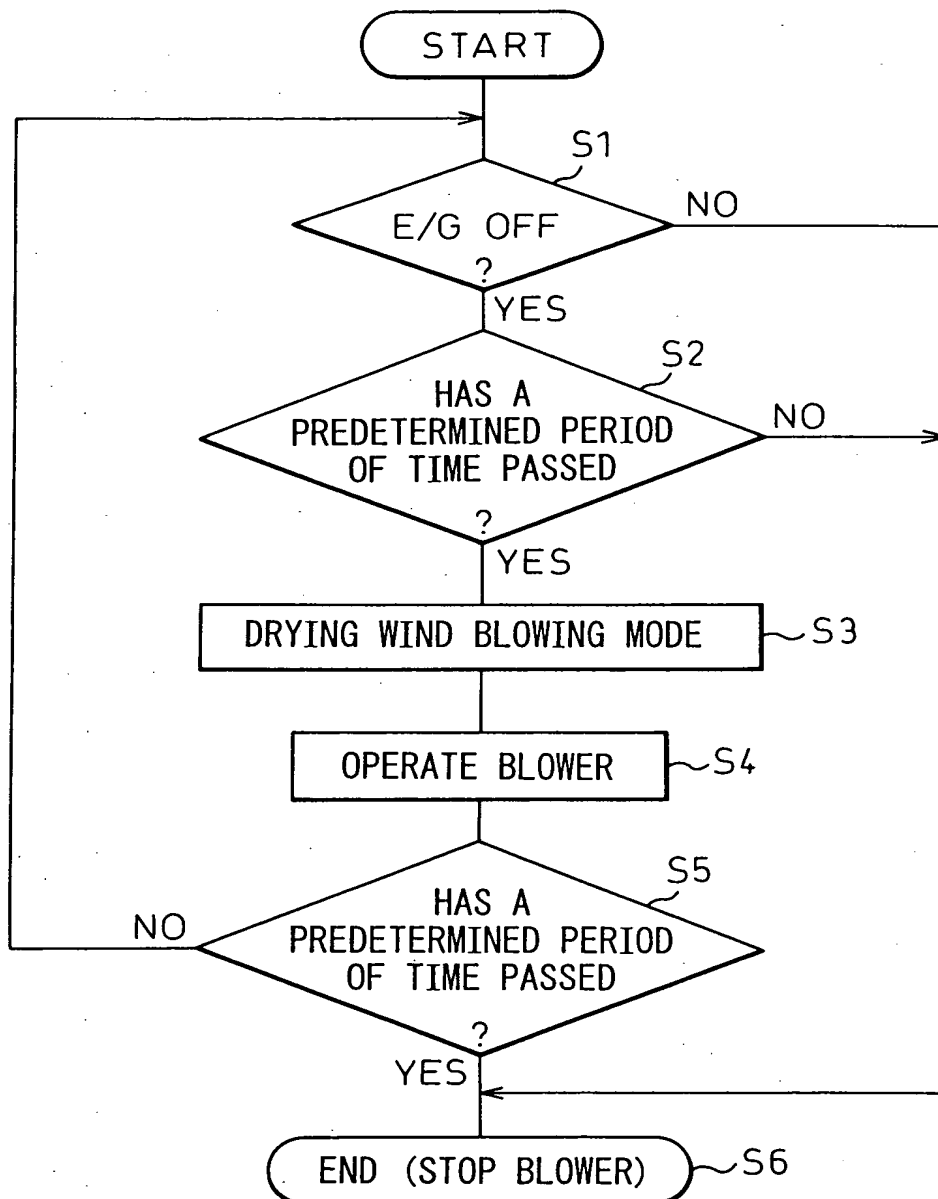 START
S1
E/G OFF
?
NO
YES
S2
HAS A
PREDETERMINED PERIOD
OF TIME PASSED
?
NO
YES
DRYING WIND BLOWING MODE
S3
OPERATE BLOWER
S4
S5
HAS A
PREDETERMINED PERIOD
OF TIME PASSED
?
NO
YES
END (STOP BLOWER)
S6